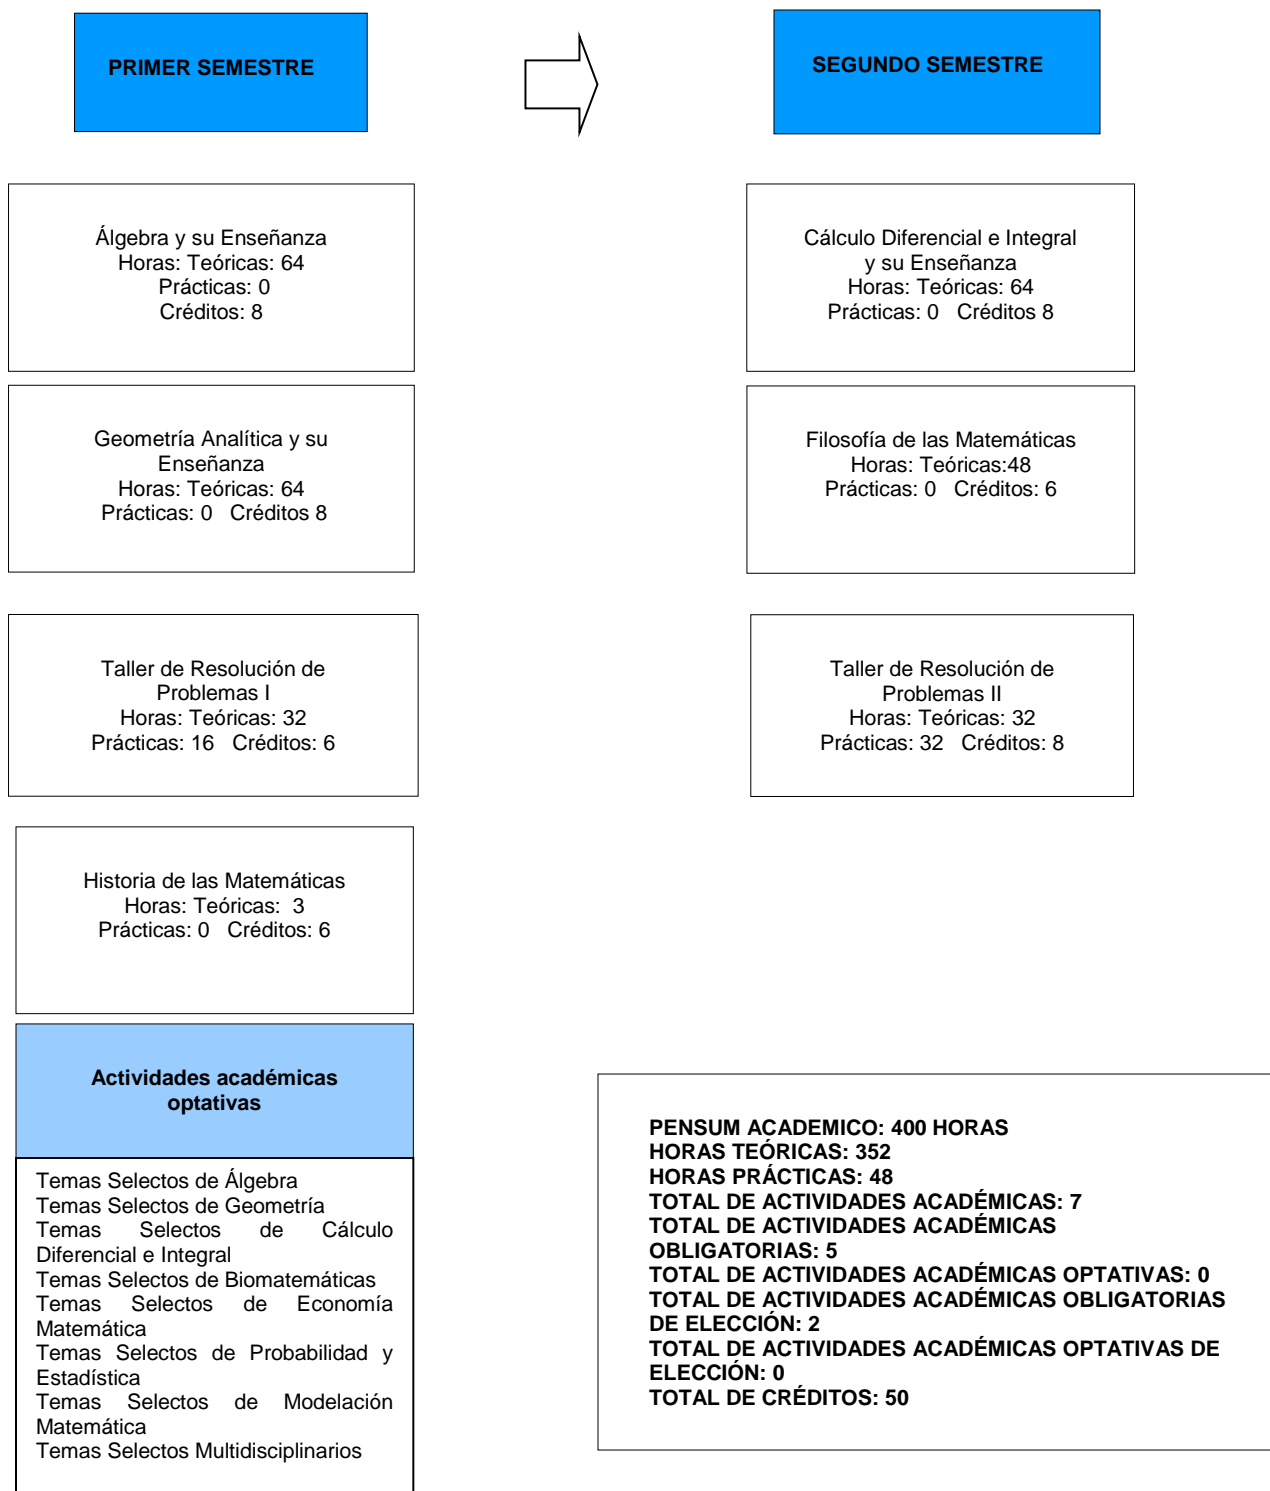 PRIMER SEMESTRE
SEGUNDO SEMESTRE
Álgebra y su Enseñanza
Horas: Teóricas: 64
Prácticas: 0
Créditos: 8
Cálculo Diferencial e Integral
y su Enseñanza
Horas: Teóricas: 64
Prácticas: 0   Créditos 8
Geometría Analítica y su
Enseñanza
Horas: Teóricas: 64
Prácticas: 0   Créditos 8
Filosofía de las Matemáticas
Horas: Teóricas:48
Prácticas: 0   Créditos: 6
Taller de Resolución de
Problemas I
Horas: Teóricas: 32
Prácticas: 16   Créditos: 6
Taller de Resolución de
Problemas II
Horas: Teóricas: 32
Prácticas: 32   Créditos: 8
Historia de las Matemáticas
Horas: Teóricas:  3
Prácticas: 0   Créditos: 6
Actividades académicas
optativas
Temas Selectos de Álgebra
Temas Selectos de Geometría
Temas Selectos de Cálculo
Diferencial e Integral
Temas Selectos de Biomatemáticas
Temas Selectos de Economía
Matemática
Temas Selectos de Probabilidad y
Estadística
Temas Selectos de Modelación
Matemática
Temas Selectos Multidisciplinarios
PENSUM ACADEMICO: 400 HORAS
HORAS TEÓRICAS: 352
HORAS PRÁCTICAS: 48
TOTAL DE ACTIVIDADES ACADÉMICAS: 7
TOTAL DE ACTIVIDADES ACADÉMICAS
OBLIGATORIAS: 5
TOTAL DE ACTIVIDADES ACADÉMICAS OPTATIVAS: 0
TOTAL DE ACTIVIDADES ACADÉMICAS OBLIGATORIAS
DE ELECCIÓN: 2
TOTAL DE ACTIVIDADES ACADÉMICAS OPTATIVAS DE
ELECCIÓN: 0
TOTAL DE CRÉDITOS: 50